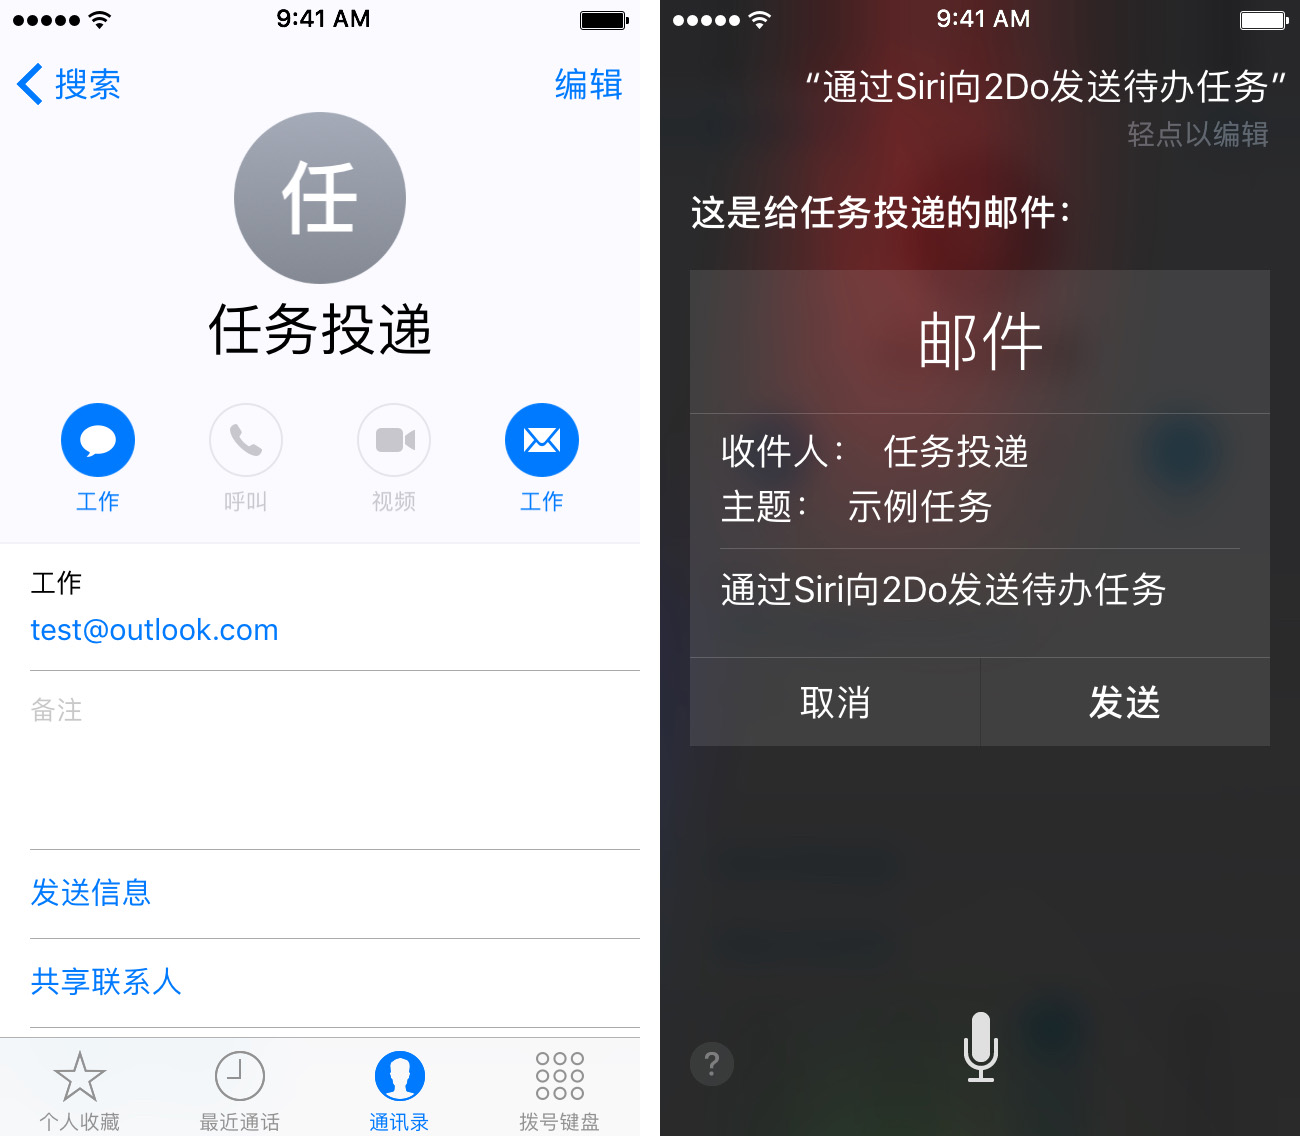 9:41 AM
搜索
编辑
任
任务投递
工作
呼叫
视频
工作
工作
test@outlook.com
备注
发送信息
共享联系人
个人收藏
最近通话
通讯录
拨号键盘
9:41 AM
“通过Siri向2Do发送待办任务”
轻点以编辑
这是给任务投递的邮件：
邮件
收件人： 任务投递
主题： 示例任务
通过Siri向2Do发送待办任务
取消
发送
?